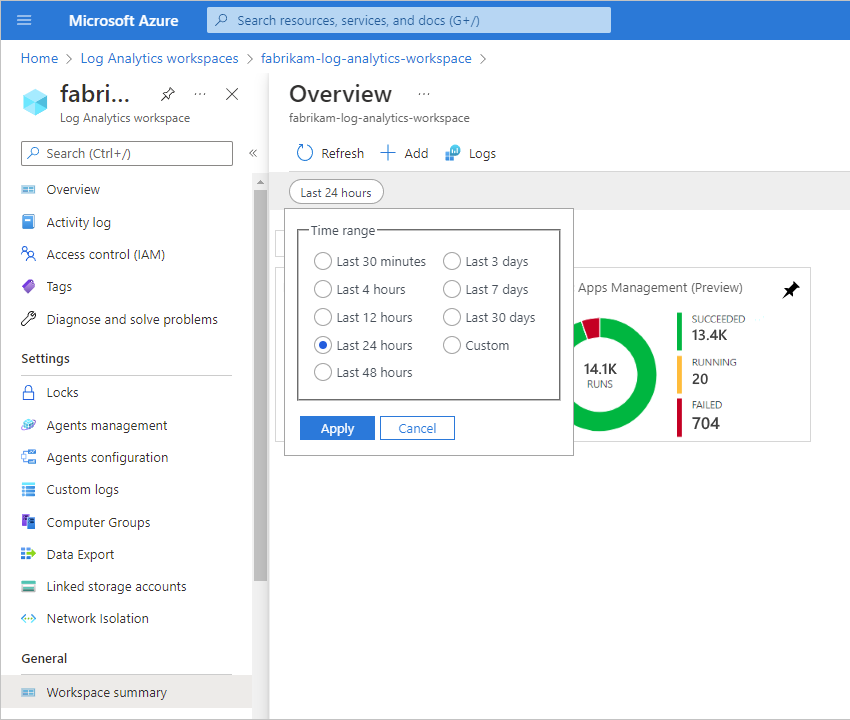 Microsoft Azure
Search resources, services, and docs (G+/)
Home > Log Analytics workspaces > fabrikam-log-analytics-workspace >
fabri...
Log Analytics workspace
Search (Ctrl+/)
Overview
Activity log
Access control (IAM)
Tags
Diagnose and solve problems
Settings
Locks
Agents management
Agents configuration
Custom logs
Computer Groups
Data Export
Linked storage accounts
Network Isolation
General
Workspace summary
Overview
fabrikam-log-analytics-workspace
Refresh
Add
Logs
Last 24 hours
Time range
Last 30 minutes
Last 4 hours
Last 12 hours
Last 24 hours
Last 48 hours
Last 3 days
Last 7 days
Last 30 days
Custom
Apply
Cancel
Apps Management (Preview)
14.1K
RUNS
SUCCEEDED
13.4K
RUNNING
20
FAILED
704